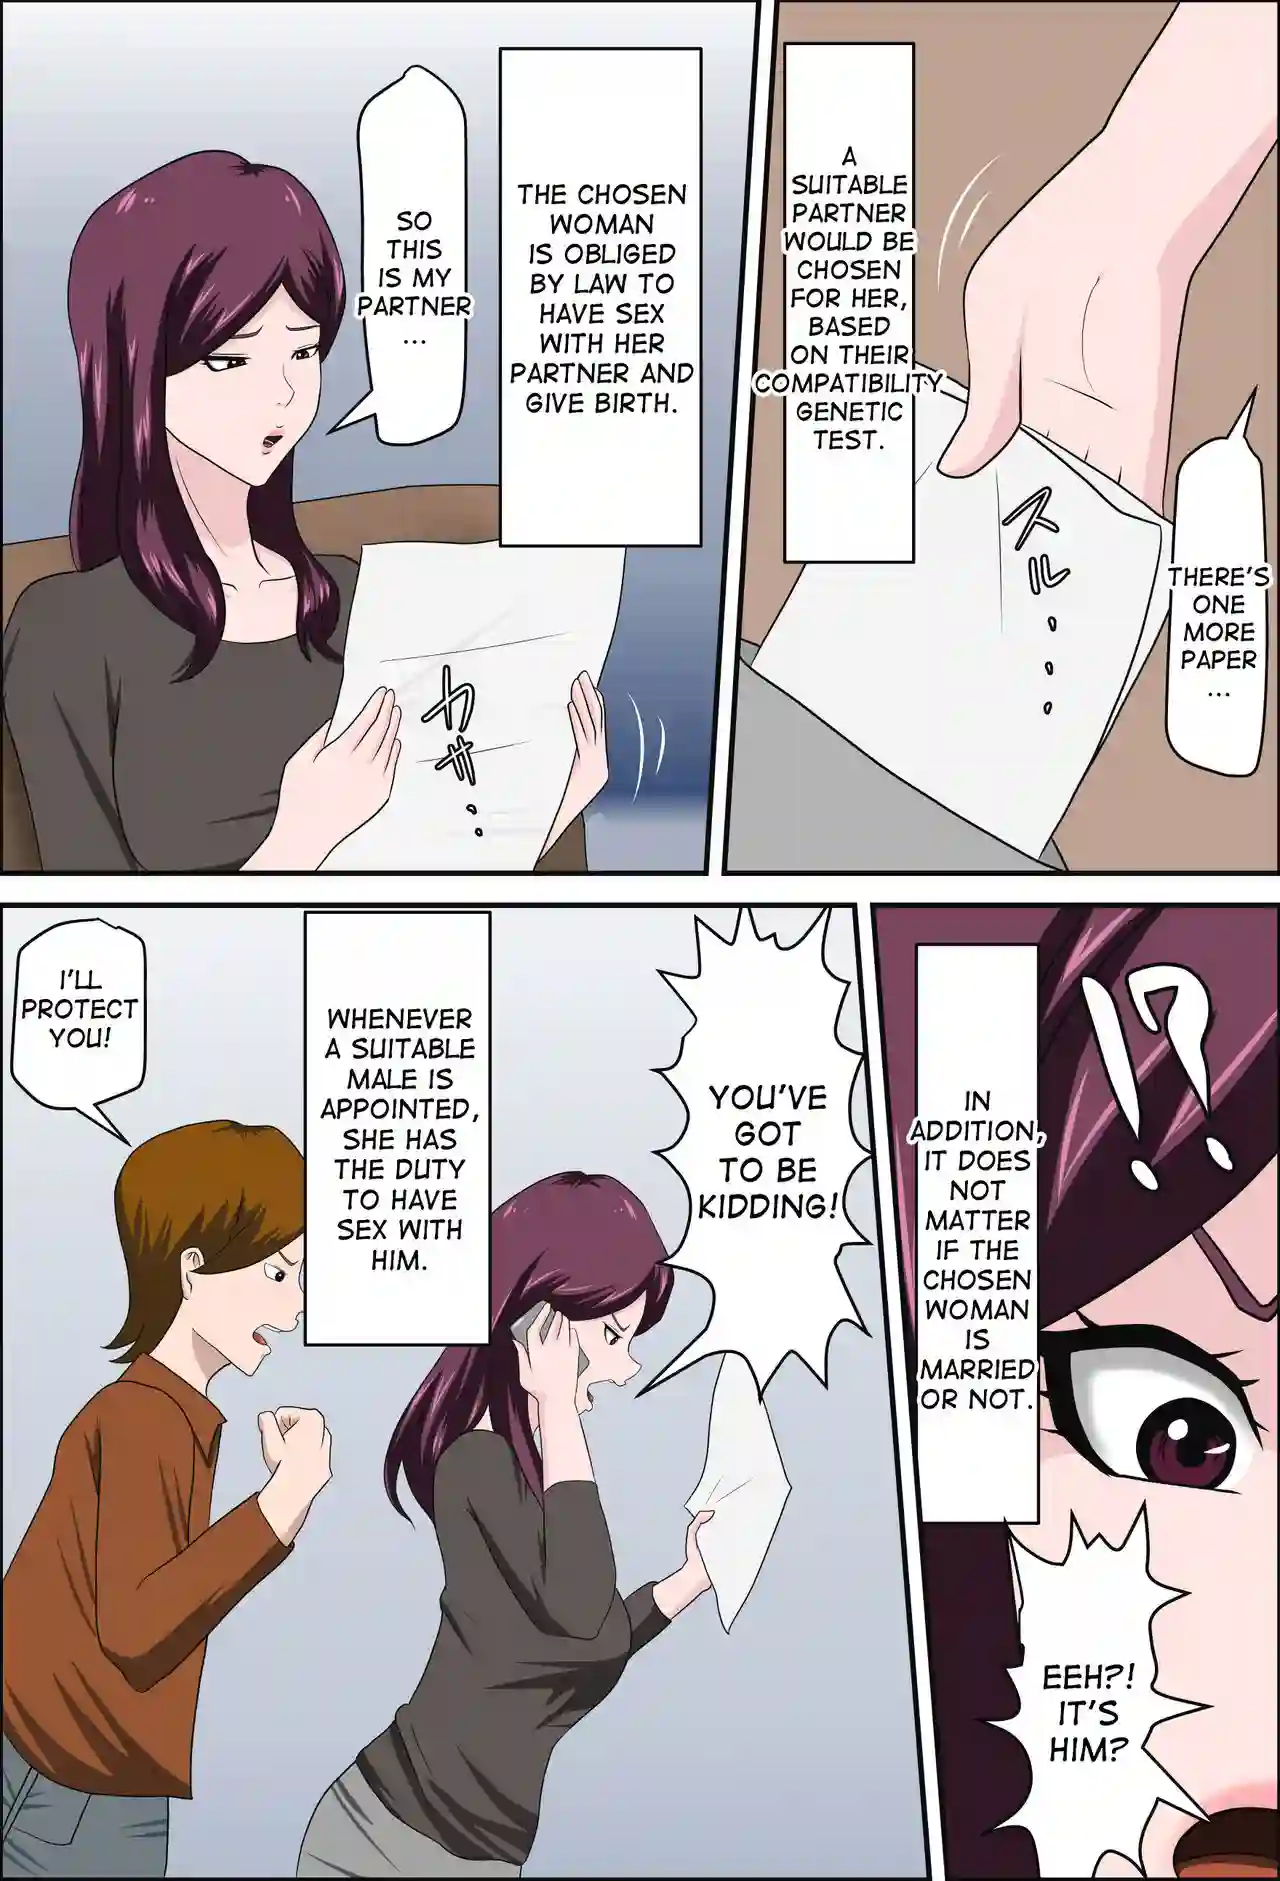 A
SUITABLE
PARTNER
WOULD BE
CHOSEN
FOR HER,
BASED
ON THEIR
COMPATIBILITY
GENETIC
TEST.
THERE'S
ONE
MORE
PAPER
...
スル...
THE CHOSEN
WOMAN
IS OBLIGED
BY LAW TO
HAVE SEX
WITH HER
PARTNER AND
GIVE BIRTH.
SO
THIS
IS MY
PARTNER
...
カサ..
!?
IN
ADDITION,
IT DOES
NOT
MATTER
IF THE
CHOSEN
WOMAN
IS
MARRIED
OR NOT.
EEH?!
IT'S
HIM?
YOU'VE
GOT
TO BE
KIDDING!
WHENEVER
A SUITABLE
MALE IS
APPOINTED,
SHE HAS
THE DUTY
TO HAVE
SEX WITH
HIM.
I'LL
PROTECT
YOU!